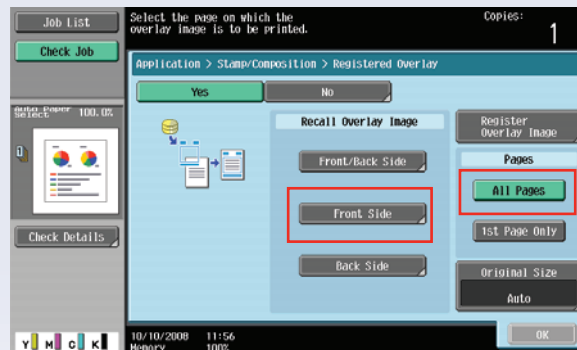 Job List
Check Job
Select the page on which the
overlay image is to be printed.
Copies:
1
Application > Stamp/Composition > Registered Overlay
Yes
No
Auto Paper
Select
100.0%
Recall Overlay Image
Front/Back Side
Front Side
Back Side
Register
Overlay Image
Pages
All Pages
1st Page Only
Original Size
Auto
Check Details
OK
Y M C K
10/10/2008 11:56
Memory 100%